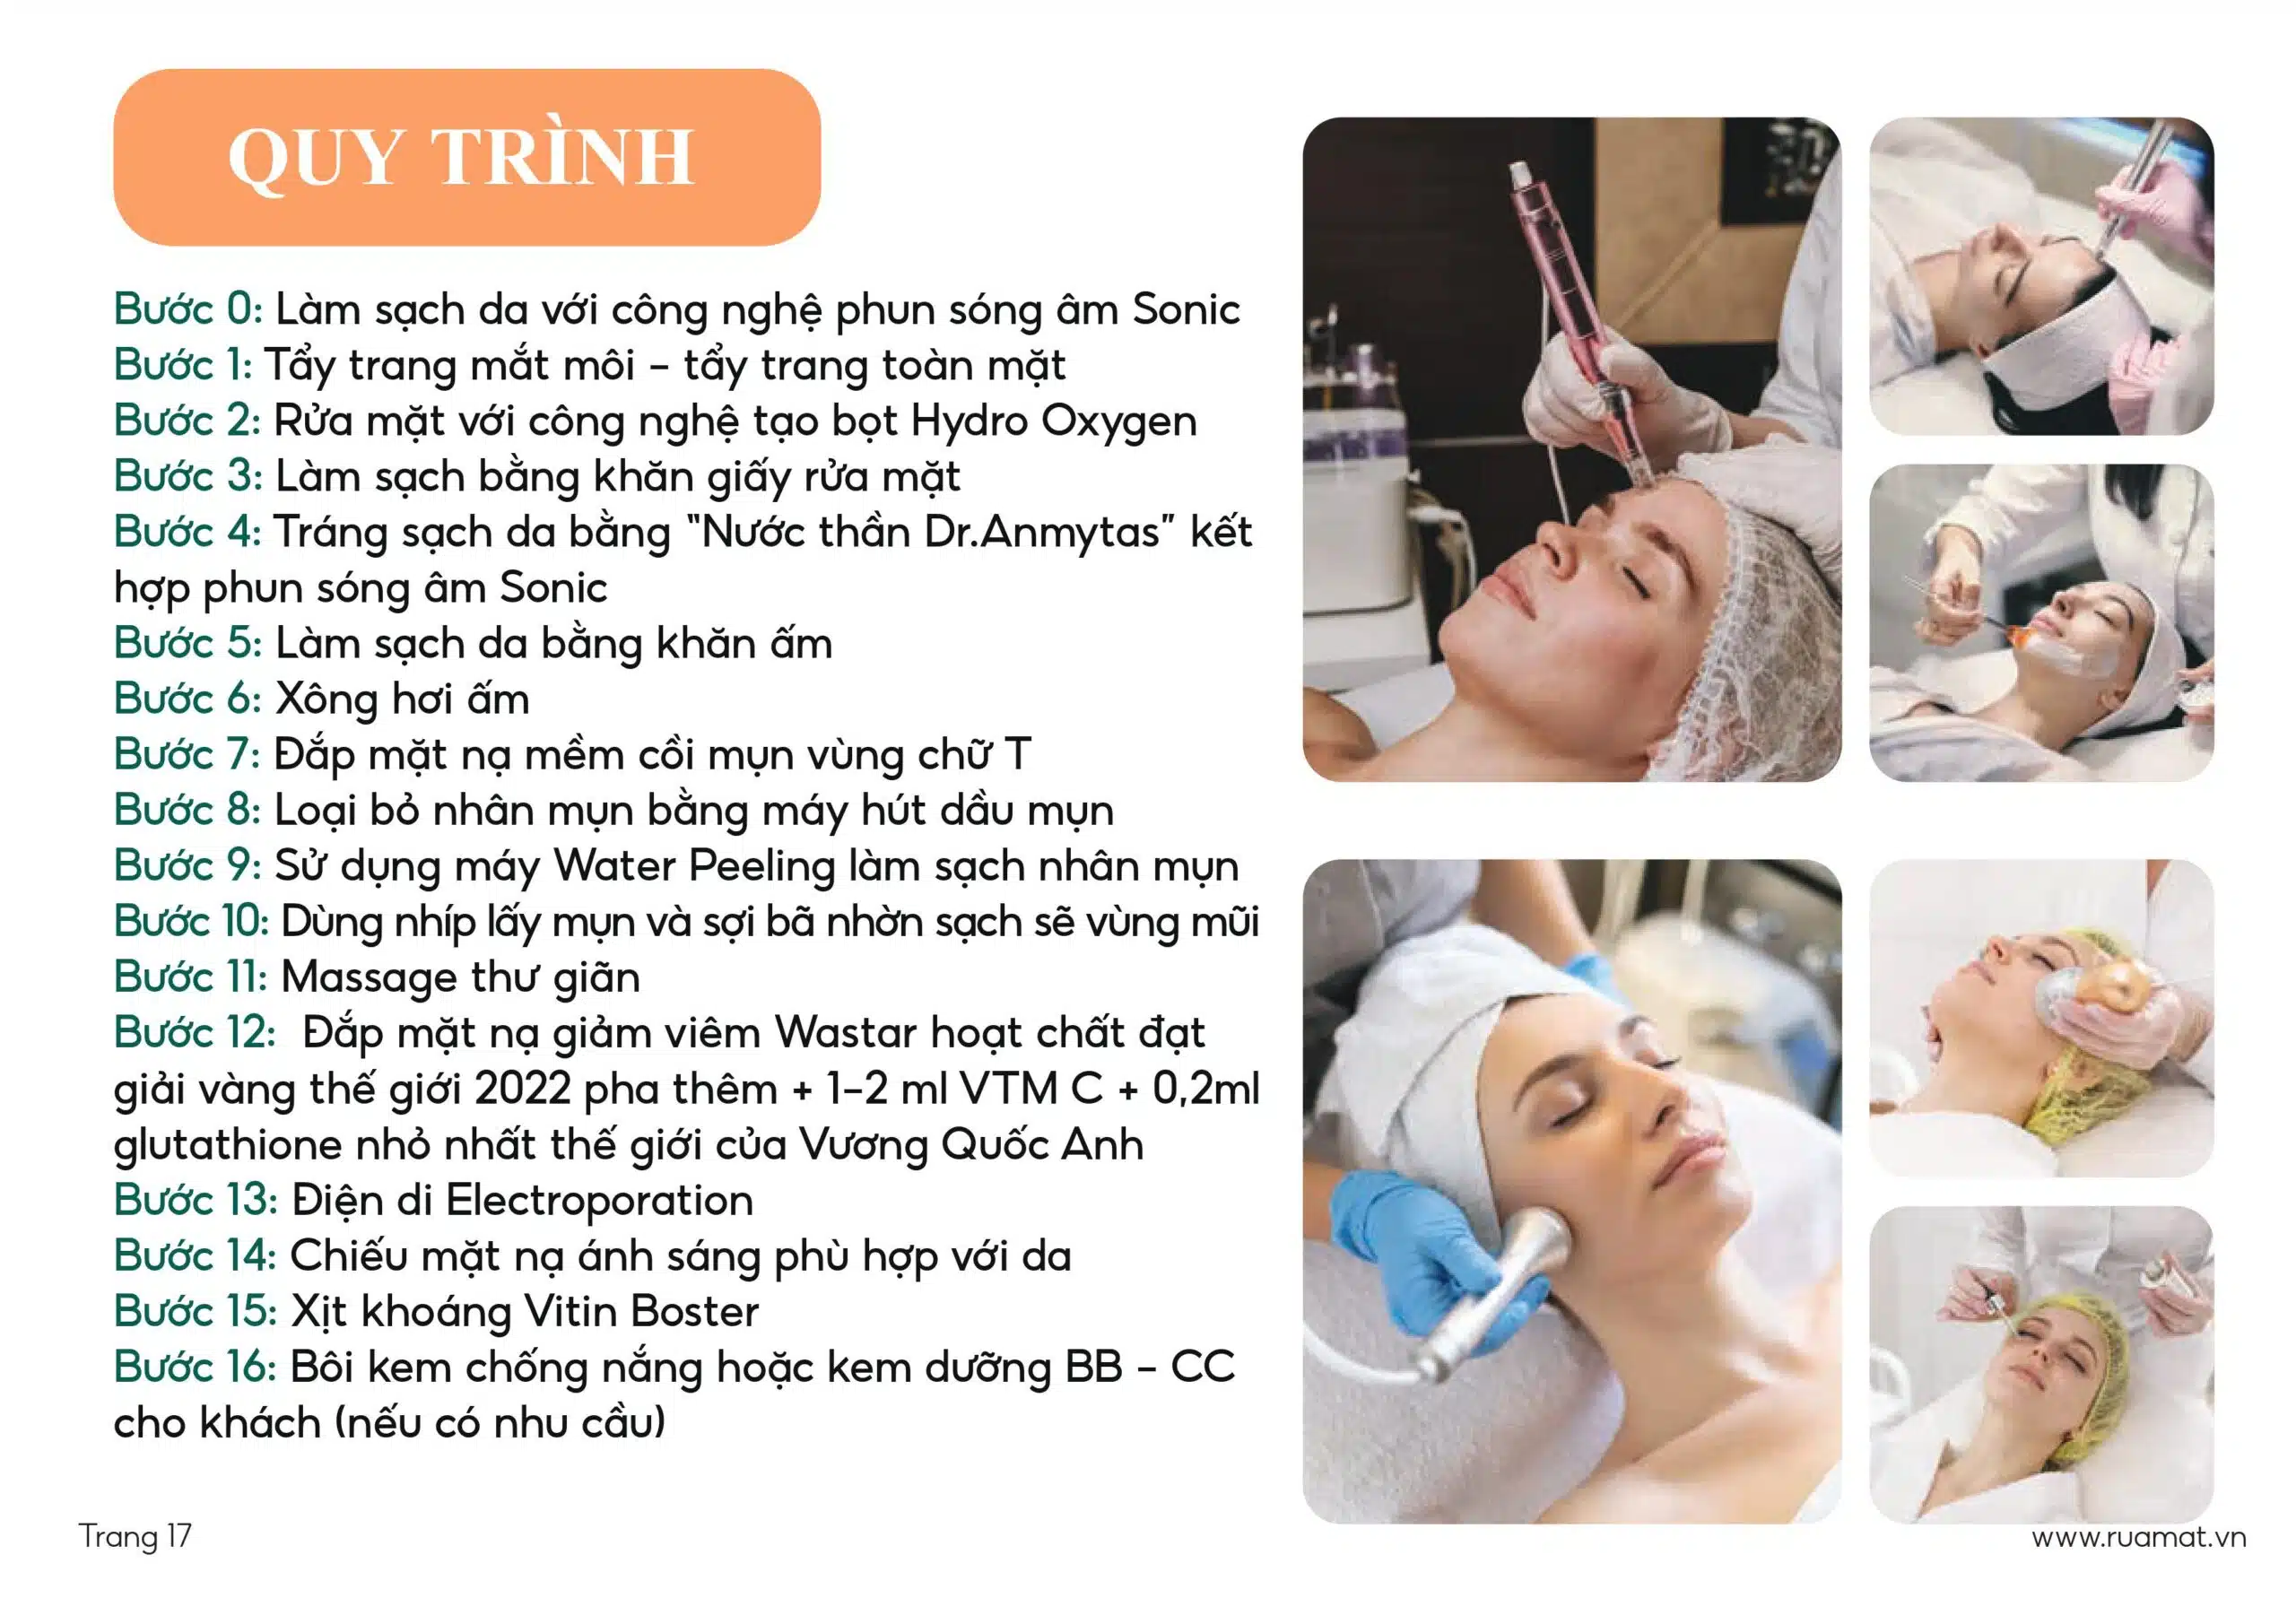 QUY TRÌNH
Bước 0: Làm sạch da với công nghệ phun sóng âm Sonic
Bước 1: Tẩy trang mắt môi - tẩy trang toàn mặt
Bước 2: Rửa mặt với công nghệ tạo bọt Hydro Oxygen
Bước 3: Làm sạch bằng khăn giấy rửa mặt
Bước 4: Tráng sạch da bằng "Nước thần Dr.Anmytas" kết
hợp phun sóng âm Sonic
Bước 5: Làm sạch da bằng khăn ấm
Bước 6: Xông hơi ấm
Bước 7: Đắp mặt nạ mềm cồi mụn vùng chữ T
Bước 8: Loại bỏ nhân mụn bằng máy hút dầu mụn
Bước 9: Sử dụng máy Water Peeling làm sạch nhân mụn
Bước 10: Dùng nhíp lấy mụn và sợi bã nhờn sạch sẽ vùng mũi
Bước 11: Massage thư giãn
Bước 12: Đắp mặt nạ giảm viêm Wastar hoạt chất đạt
giải vàng thế giới 2022 pha thêm + 1-2 ml VTM C + 0,2ml
glutathione nhỏ nhất thế giới của Vương Quốc Anh
Bước 13: Điện di Electroporation
Bước 14: Chiếu mặt nạ ánh sáng phù hợp với da
Bước 15: Xịt khoáng Vitin Boster
Bước 16: Bôi kem chống nắng hoặc kem dưỡng BB - CC
cho khách (nếu có nhu cầu)
Trang 17
www.ruamat.vn